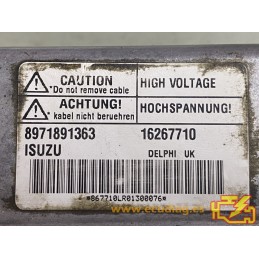 CAUTION
*Do not remove cable
HIGH VOLTAGE
ACHTUNG!
kabel nicht beruehren
HOCHSPANNUNG!
8971891363 16267710
ISUZU DELPHI UK
*867710LR01300076*
www.ecudiag.es